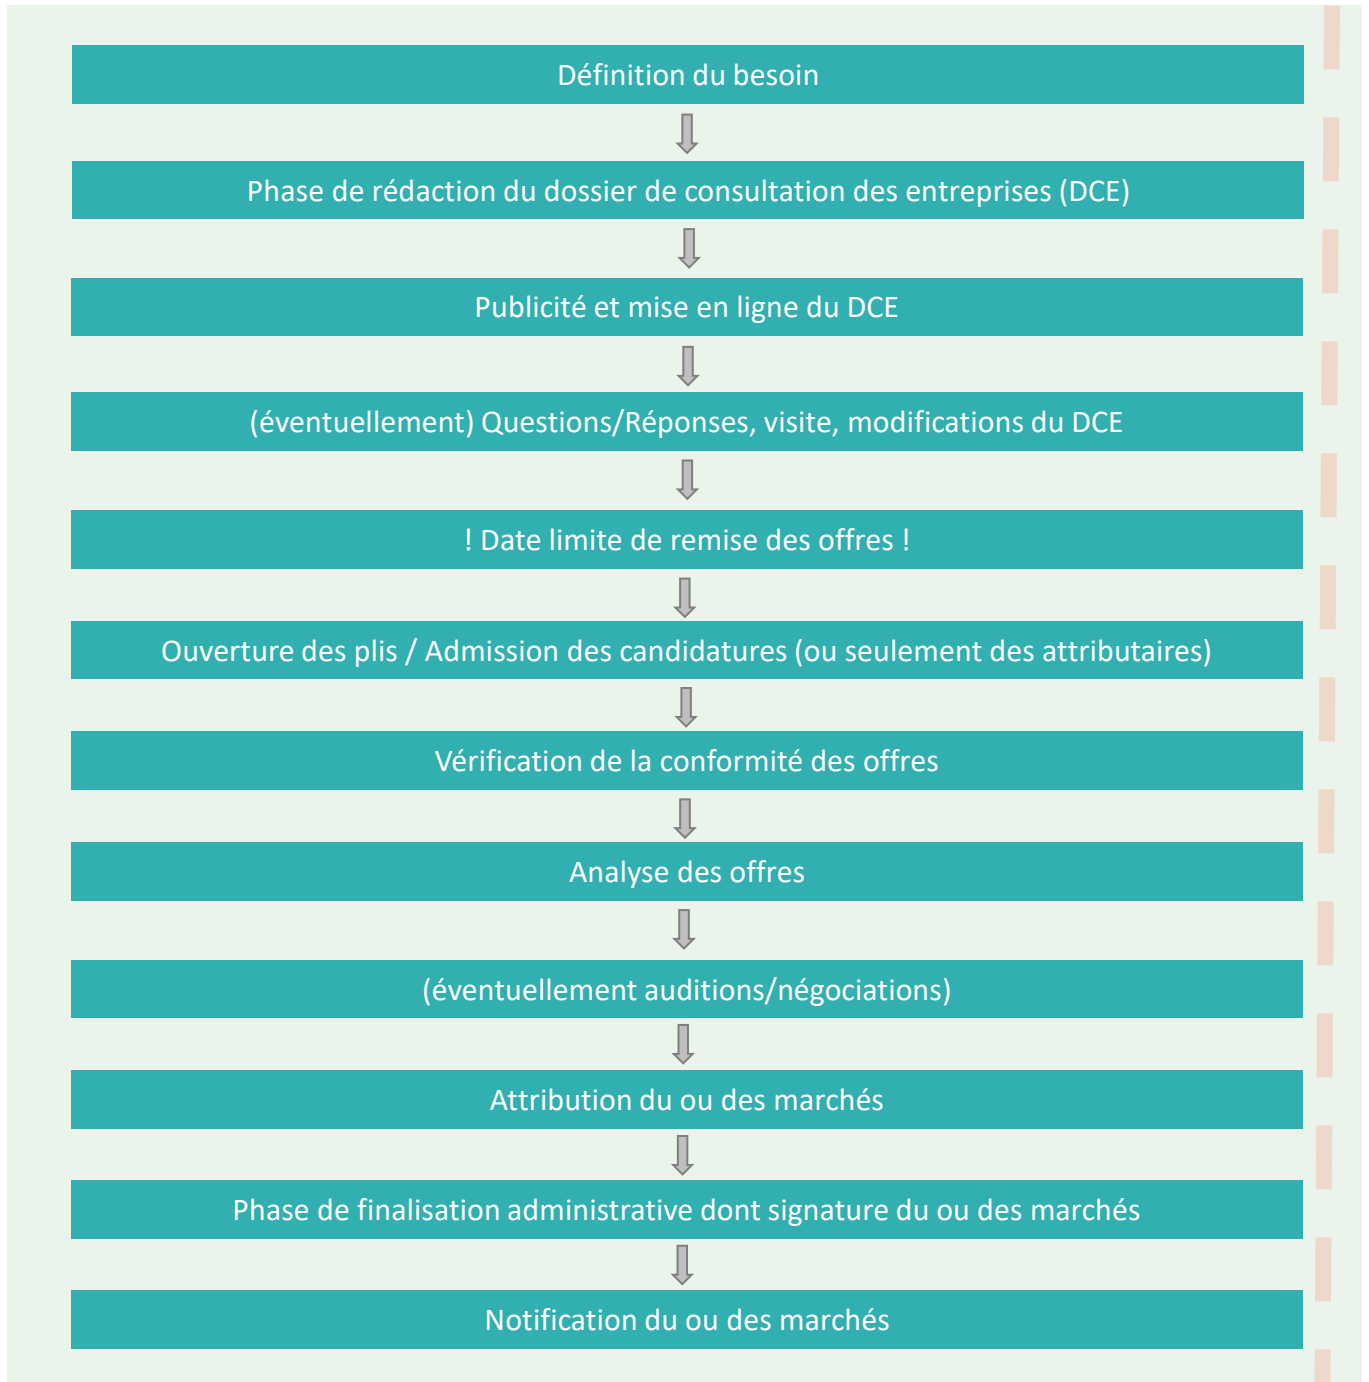 Définition du besoin
Phase de rédaction du dossier de consultation des entreprises (DCE)
Publicité et mise en ligne du DCE
(éventuellement) Questions/Réponses, visite, modifications du DCE
! Date limite de remise des offres !
Ouverture des plis / Admission des candidatures (ou seulement des attributaires)
Vérification de la conformité des offres
Analyse des offres
(éventuellement auditions/négociations)
Attribution du ou des marchés
Phase de finalisation administrative dont signature du ou des marchés
Notification du ou des marchés